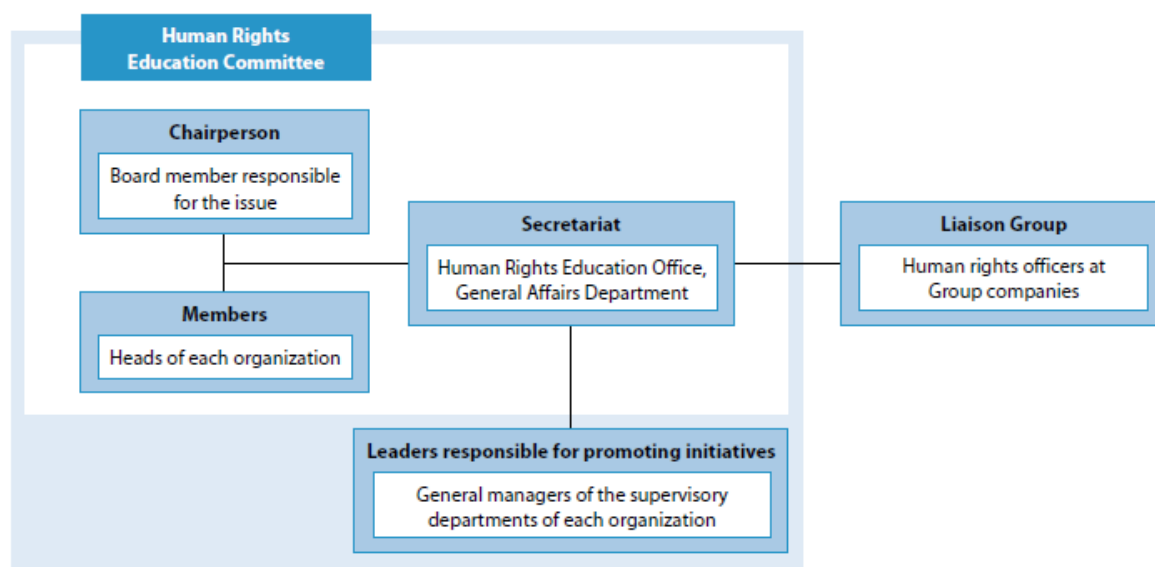 Human Rights
Education Committee
Chairperson
Board member responsible
for the issue
Members
Heads of each organization
Secretariat
Human Rights Education Office,
General Affairs Department
Liaison Group
Human rights officers at
Group companies
Leaders responsible for promoting initiatives
General managers of the supervisory
departments of each organization